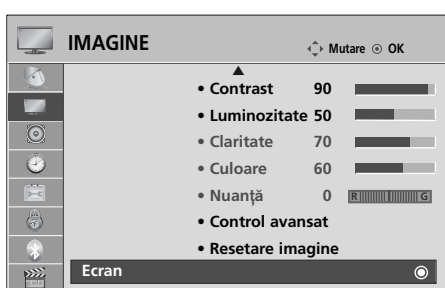 IMAGINE
Mutare OK
• Contrast 90
• Luminozitate 50
• Claritate 70
• Culoare 60
• Nuanță 0 R G
• Control avansat
• Resetare imagine
Ecran